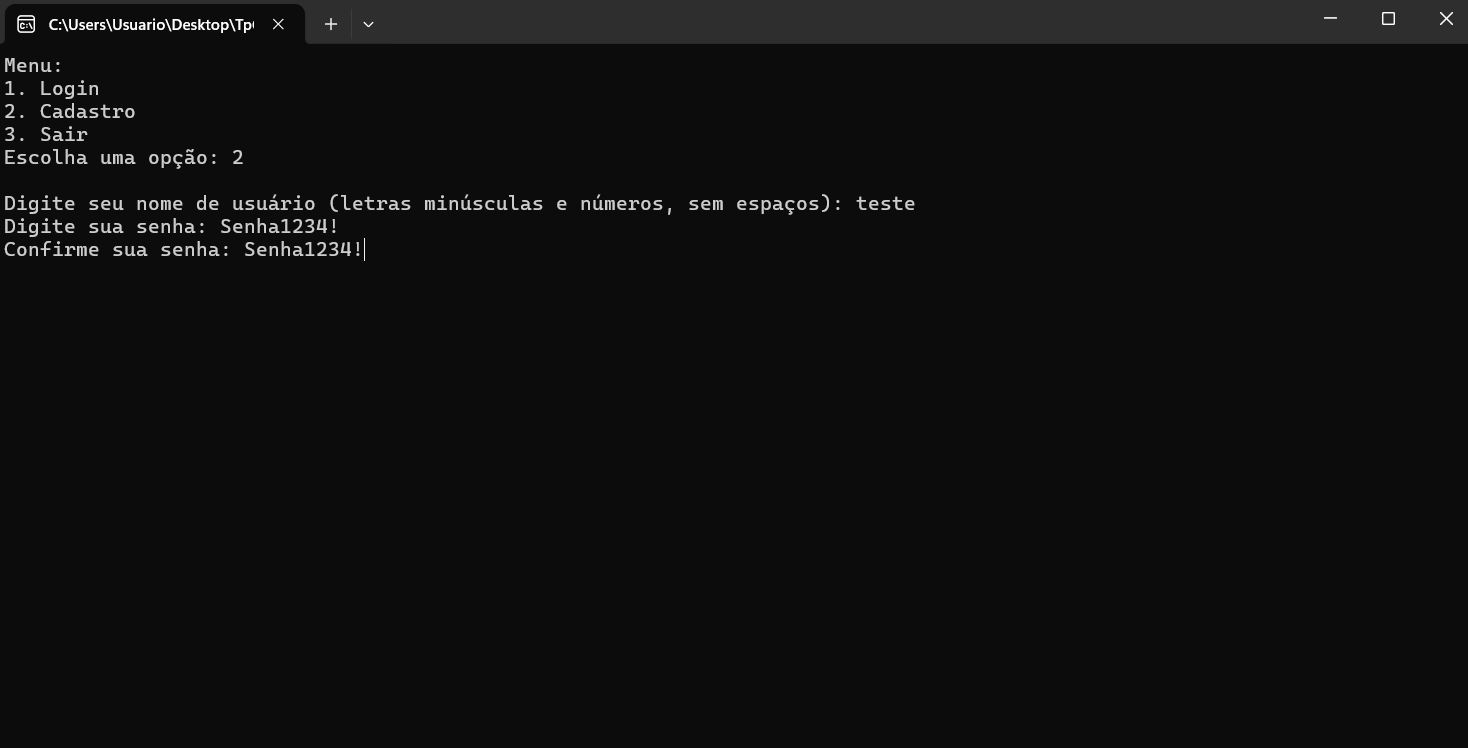 C:\Users\Usuario\Desktop\Tp
Menu:
1. Login
2. Cadastro
3. Sair
Escolha uma opção: 2
Digite seu nome de usuário (letras minúsculas e números, sem espaços): teste
Digite sua senha: Senha1234!
Confirme sua senha: Senha1234!